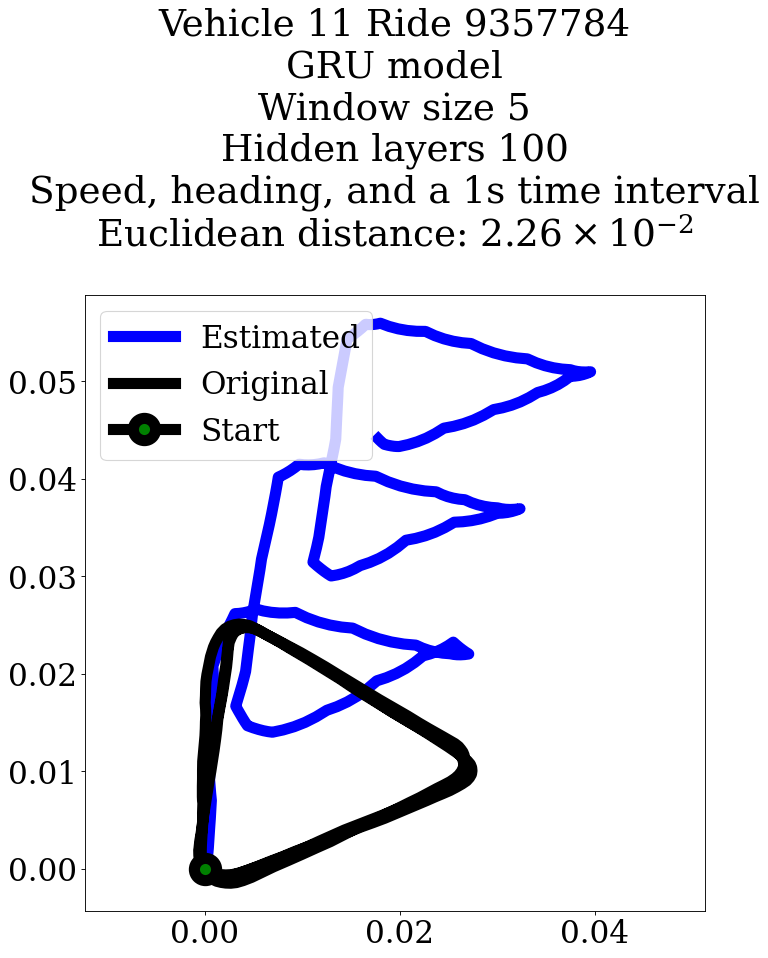 Vehicle 11 Ride 9357784
GRU model
Window size 5
Hidden layers 100
Speed, heading, and a 1s time interval
Euclidean distance: 2.26 × 10⁻²
Estimated
Original
Start
0.05
0.04
0.03
0.02
0.01
0.00
0.00 0.02 0.04